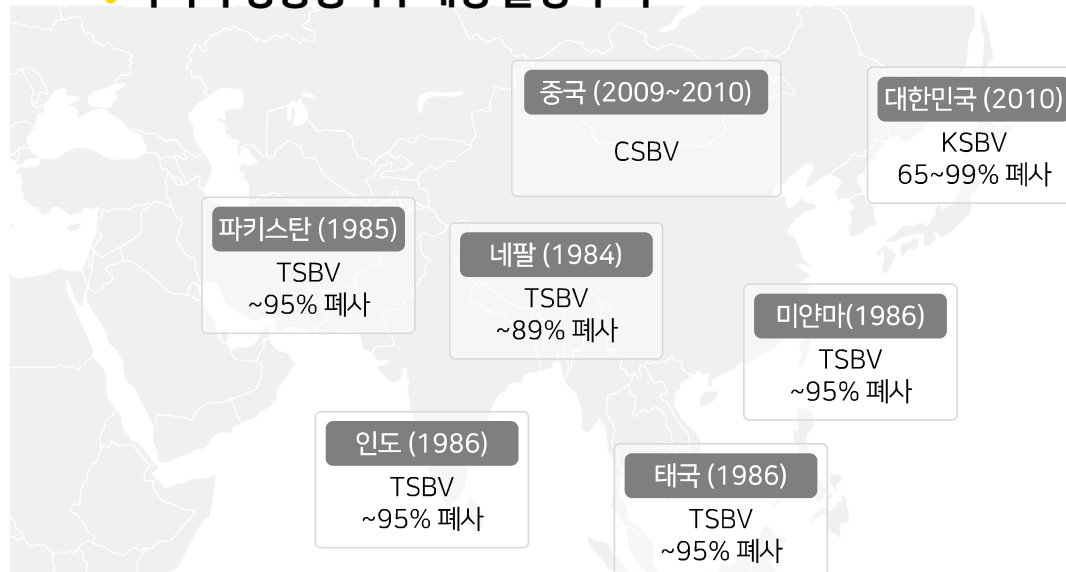 중국 (2009~2010)
CSBV
대한민국 (2010)
KSBV
65~99% 폐사
파키스탄 (1985)
TSBV
~95% 폐사
네팔 (1984)
TSBV
~89% 폐사
미얀마(1986)
TSBV
~95% 폐사
인도 (1986)
TSBV
~95% 폐사
태국 (1986)
TSBV
~95% 폐사